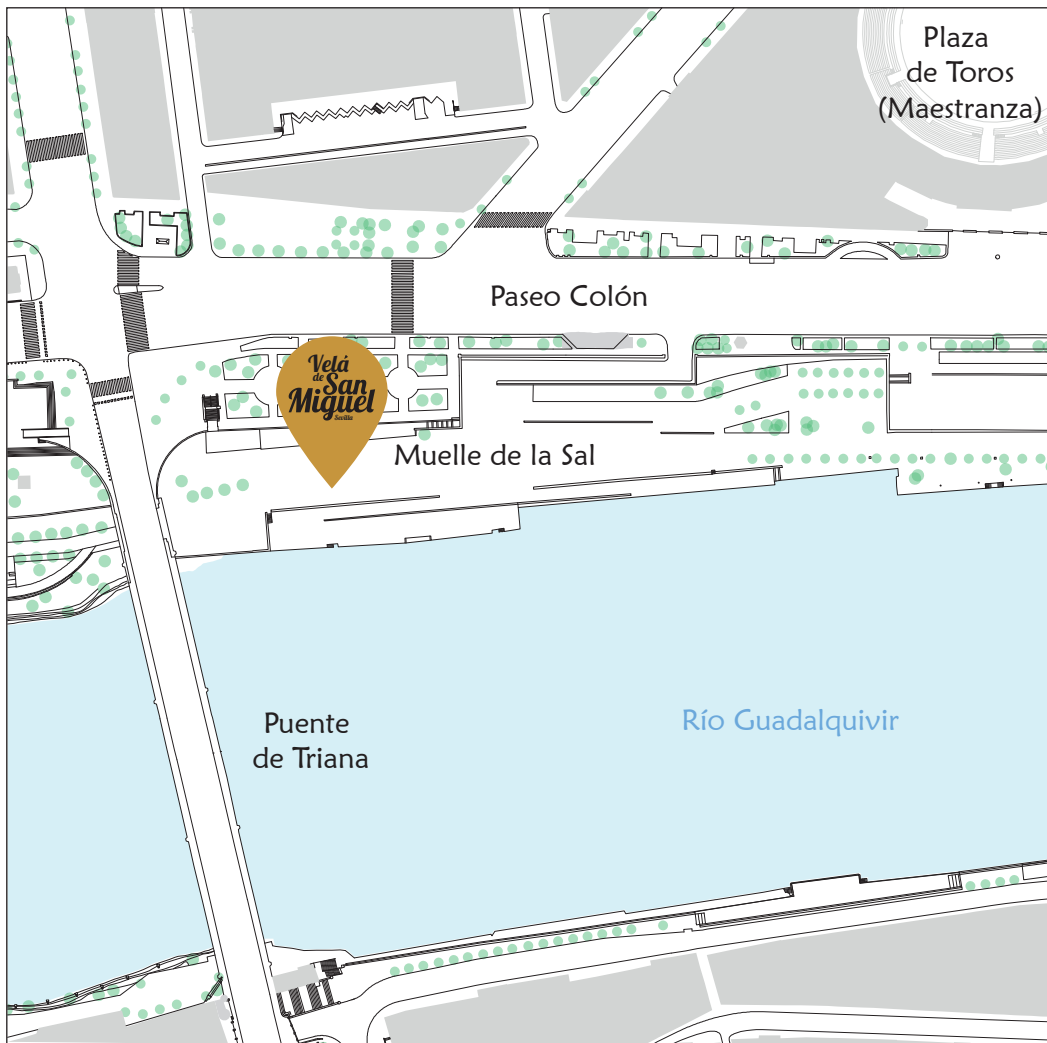 Plaza
de Toros
(Maestranza)
Paseo Colón
Velá
de San
Miguel
Sevilla
Muelle de la Sal
Puente
de Triana
Río Guadalquivir